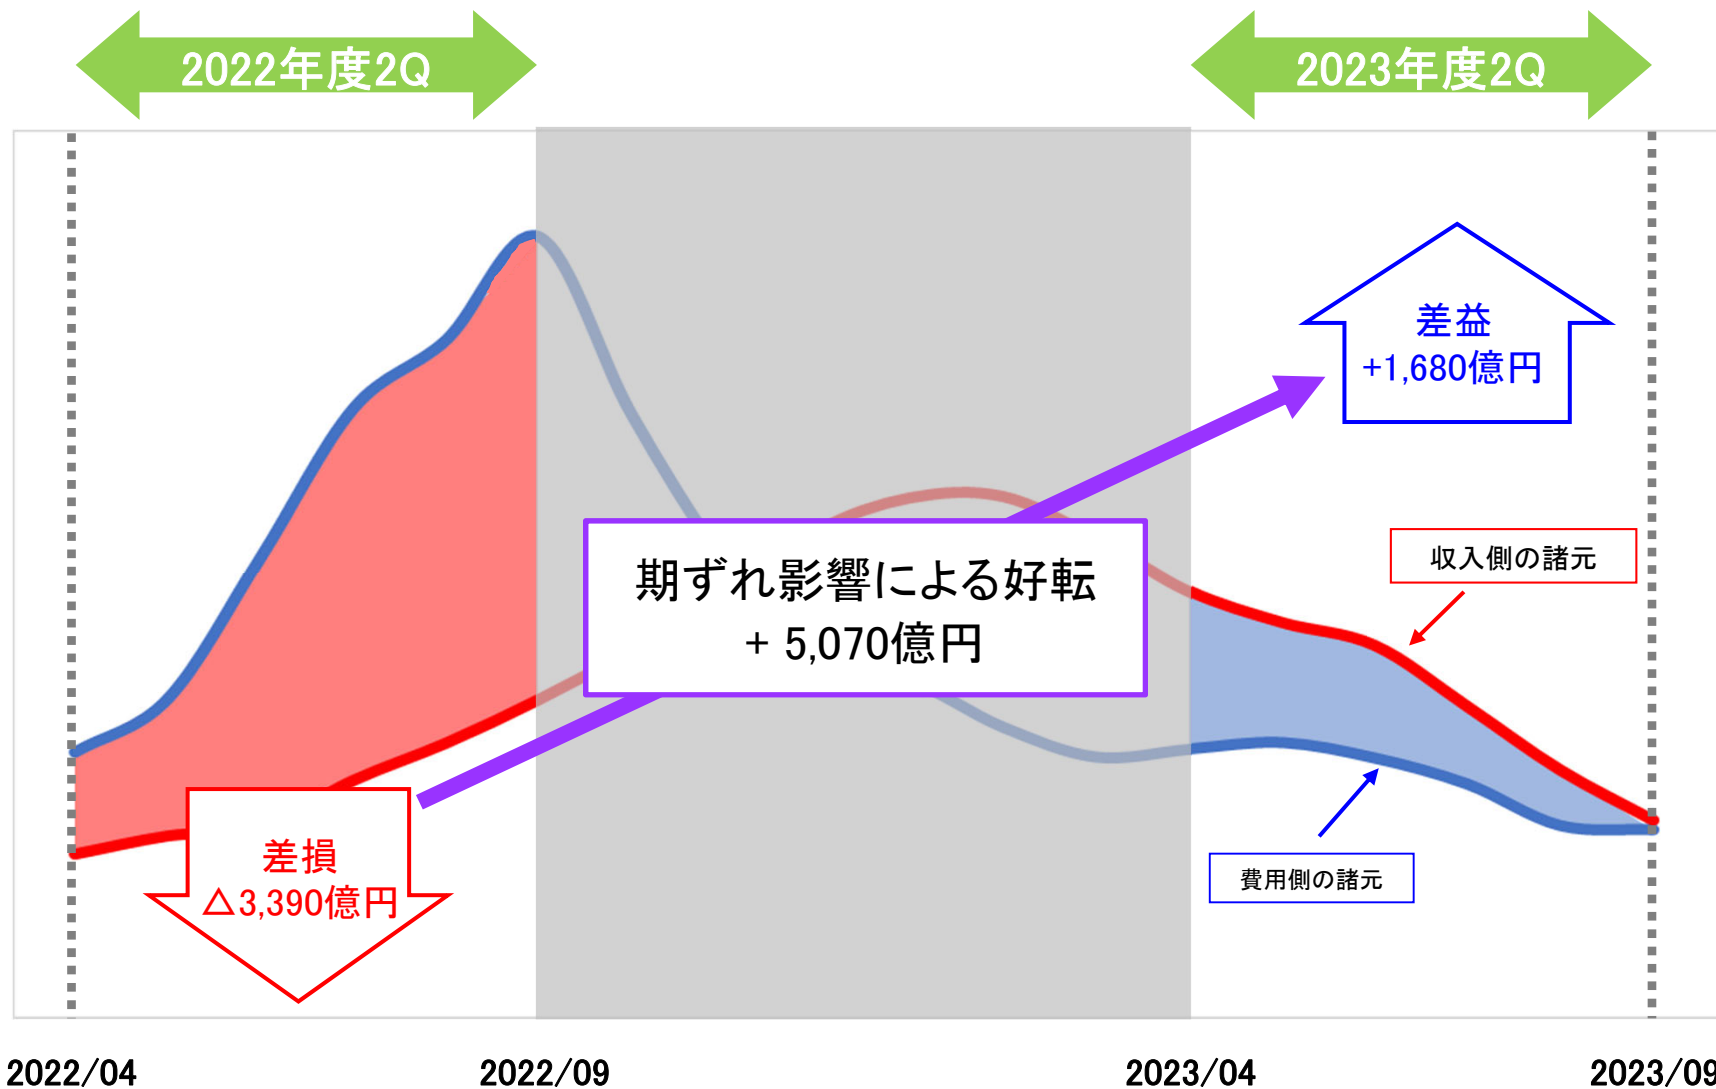 2022年度2Q
2023年度2Q
差益
+1,680億円
期ずれ影響による好転
+ 5,070億円
収入側の諸元
差損
△3,390億円
費用側の諸元
2022/04
2022/09
2023/04
2023/09